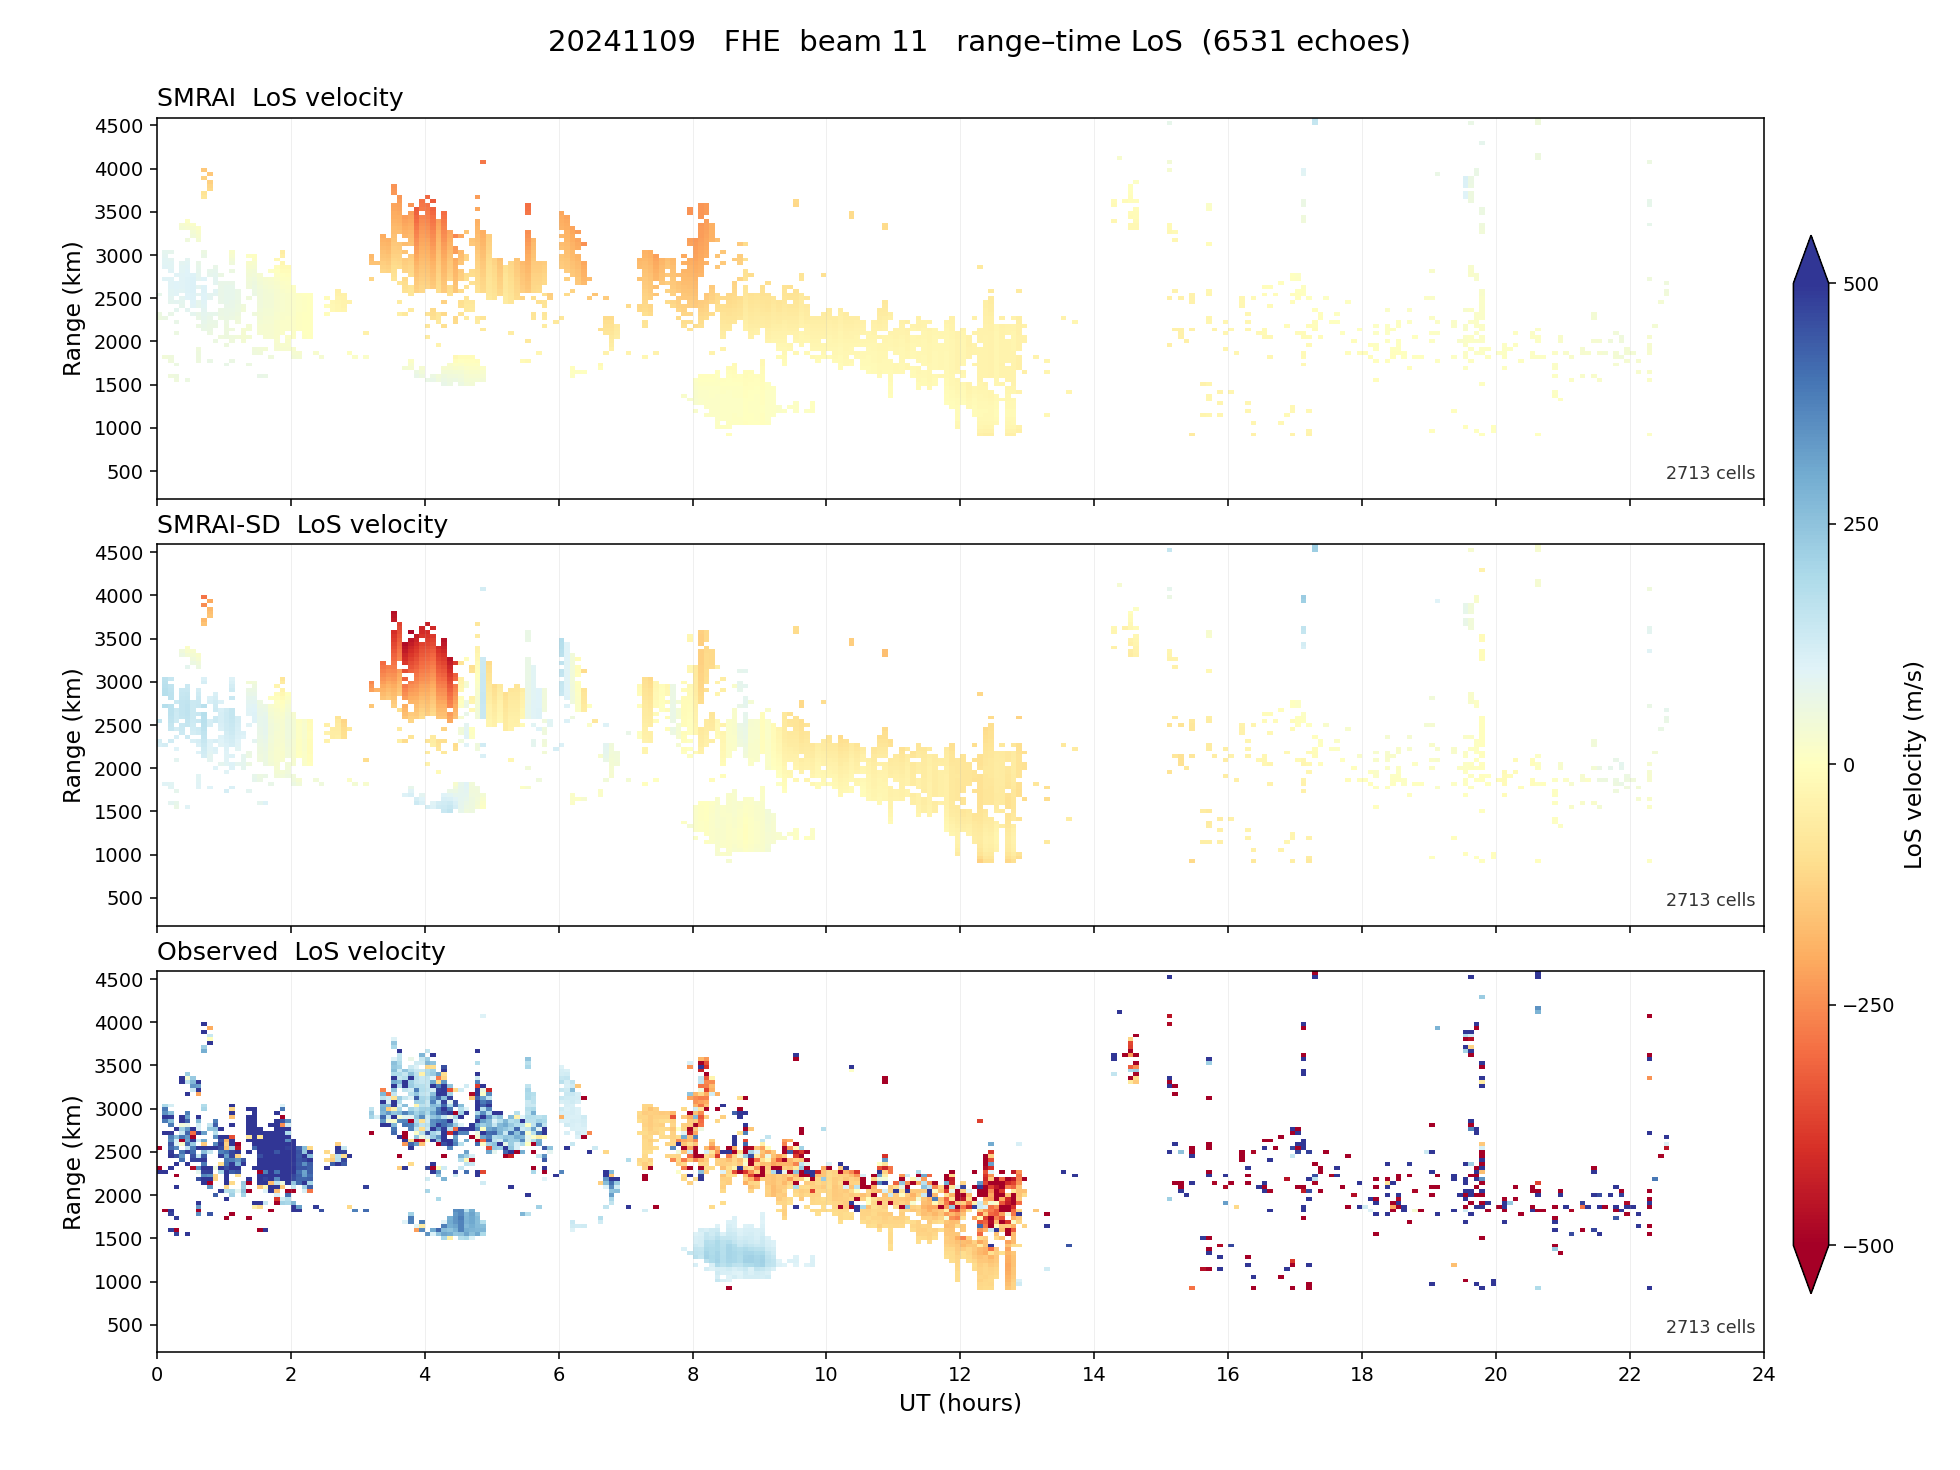 20241109   FHE  beam 11   range–time LoS  (6531 echoes)
SMRAI  LoS velocity
4500
4000
3500
3000
2500
2000
1500
1000
500
Range (km)
2713 cells
SMRAI-SD  LoS velocity
4500
4000
3500
3000
2500
2000
1500
1000
500
Range (km)
2713 cells
Observed  LoS velocity
4500
4000
3500
3000
2500
2000
1500
1000
500
Range (km)
2713 cells
0 2 4 6 8 10 12 14 16 18 20 22 24
UT (hours)
500
250
0
−250
−500
LoS velocity (m/s)